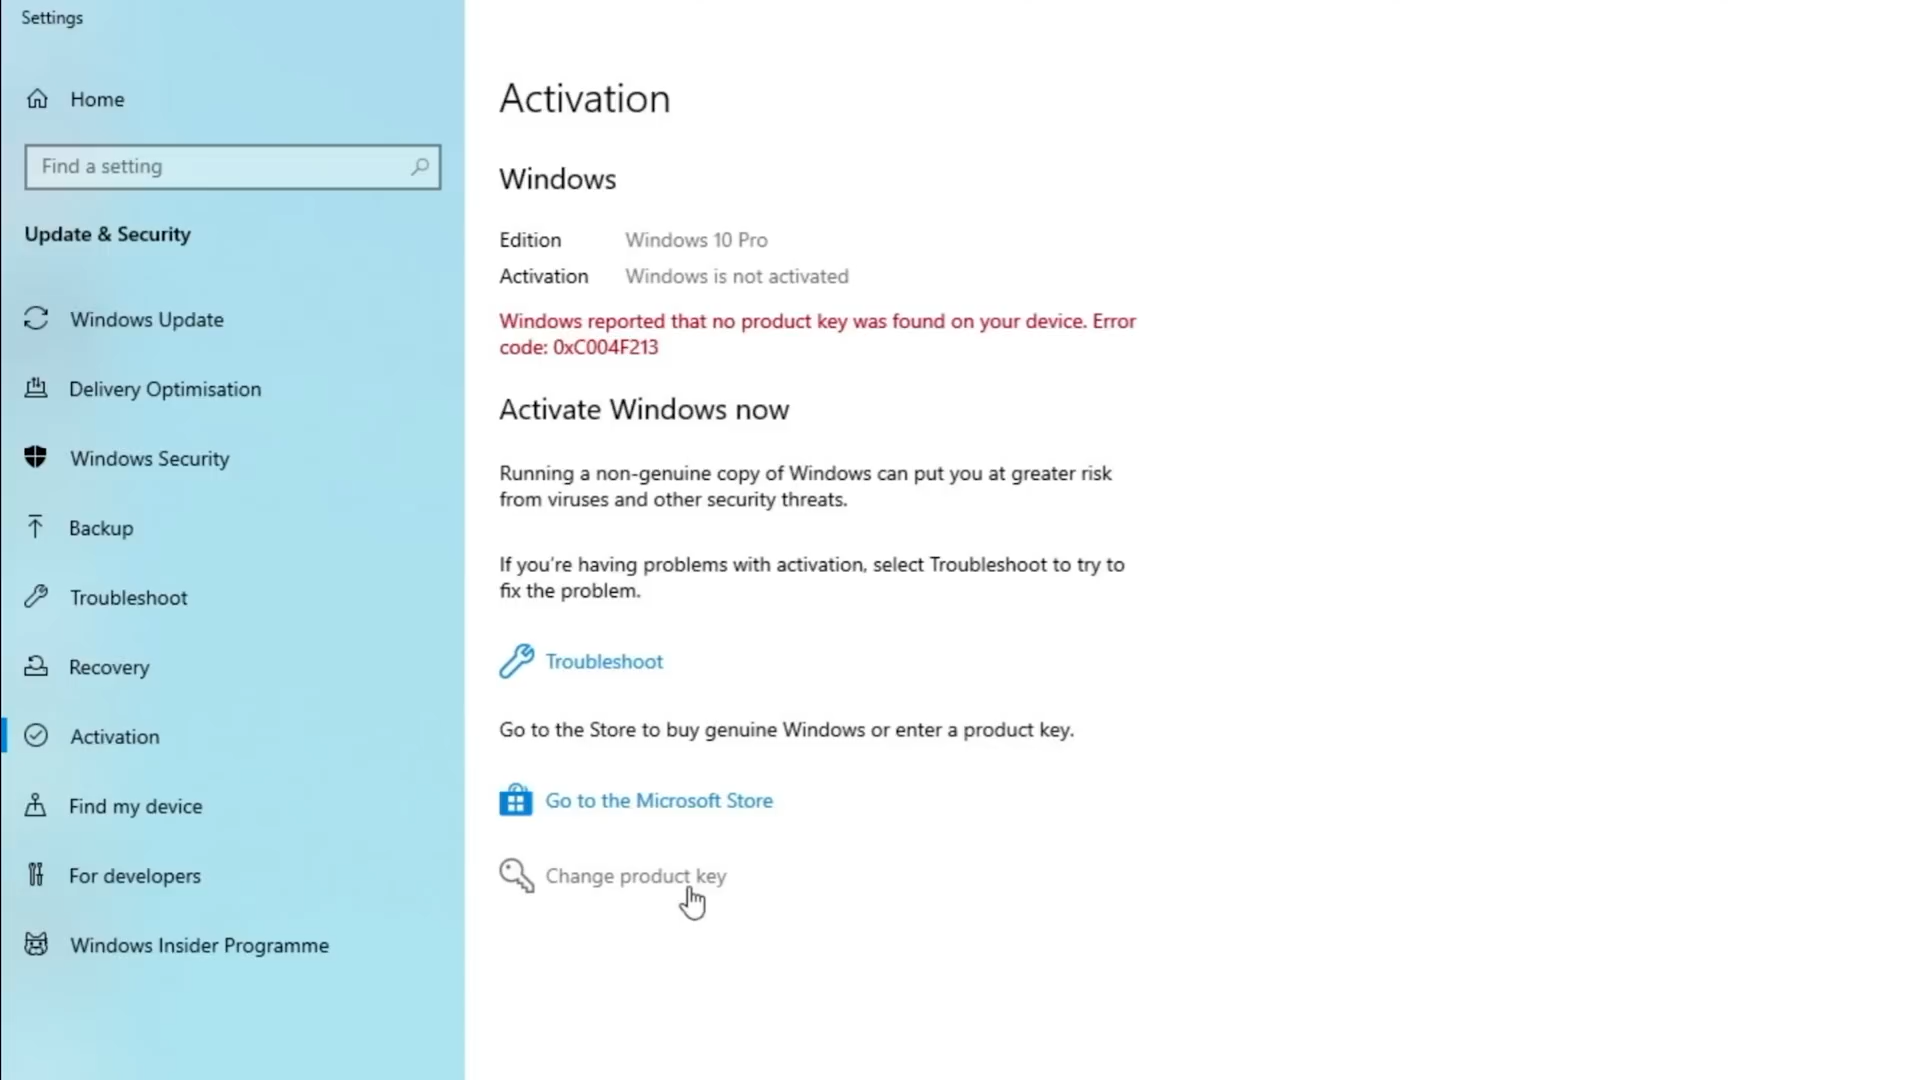 Settings
Home
Find a setting
Update & Security
Windows Update
Delivery Optimisation
Windows Security
Backup
Troubleshoot
Recovery
Activation
Find my device
For developers
Windows Insider Programme
Activation
Windows
Edition Windows 10 Pro
Activation Windows is not activated
Windows reported that no product key was found on your device. Error
code: 0xC004F213
Activate Windows now
Running a non-genuine copy of Windows can put you at greater risk
from viruses and other security threats.
If you're having problems with activation, select Troubleshoot to try to
fix the problem.
Troubleshoot
Go to the Store to buy genuine Windows or enter a product key.
Go to the Microsoft Store
Change product key